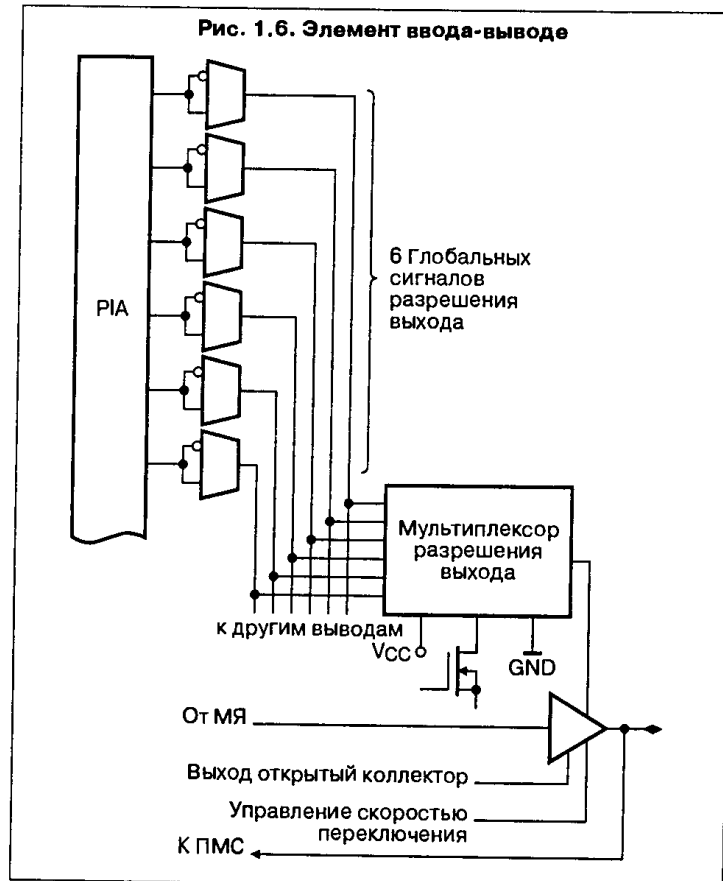 Рис. 1.6. Элемент ввода-выводе
PIA
6 Глобальных
сигналов
разрешения
выхода
Мультиплексор
разрешения
выхода
к другим выводам
VCC
GND
От МЯ
Выход открытый коллектор
Управление скоростью
переключения
К ПМС